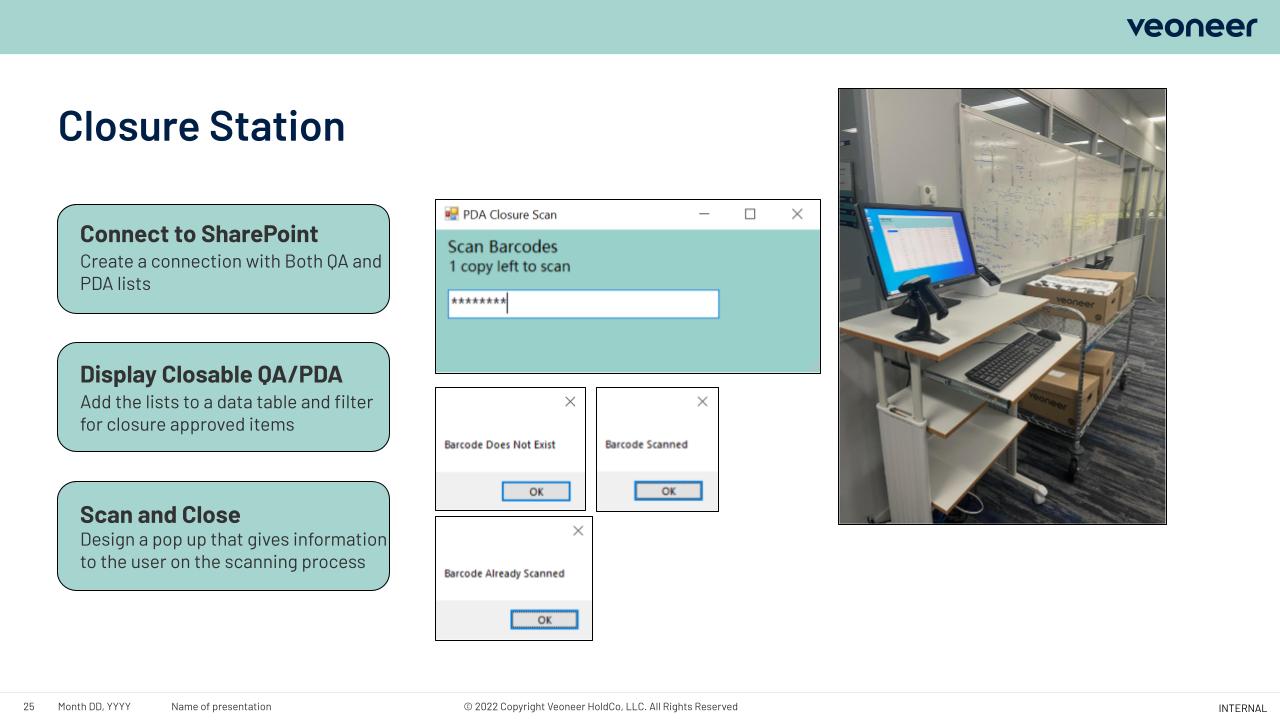 veoneer
Closure Station
Connect to SharePoint
Create a connection with Both QA and
PDA lists
Display Closable QA/PDA
Add the lists to a data table and filter
for closure approved items
Scan and Close
Design a pop up that gives information
to the user on the scanning process
PDA Closure Scan
Scan Barcodes
1 copy left to scan
********
Barcode Does Not Exist
OK
Barcode Scanned
OK
Barcode Already Scanned
OK
veoneer
25
Month DD, YYYY
Name of presentation
© 2022 Copyright Veoneer HoldCo, LLC. All Rights Reserved
INTERNAL